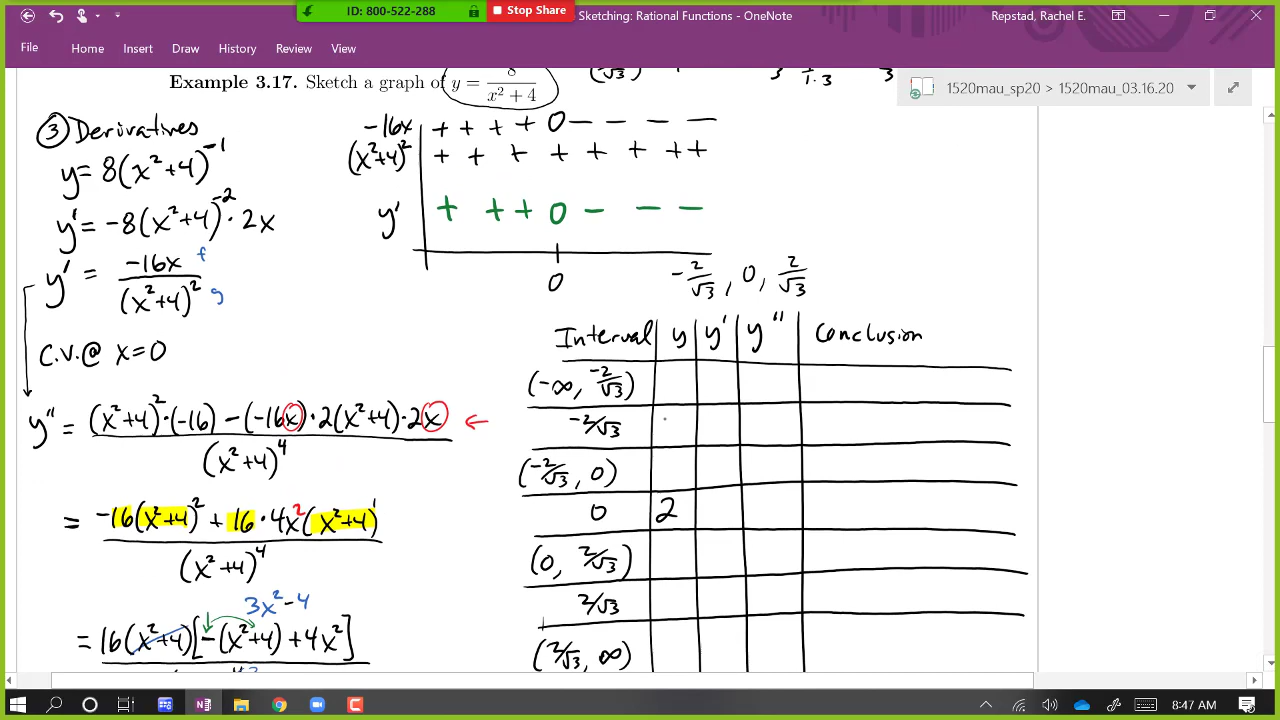 ID: 800-522-288
Stop Share
Sketching: Rational Functions - OneNote
Repstad, Rachel E.
File
Home
Insert
Draw
History
Review
View
1520mau_sp20 > 1520mau_03.16.20
Example 3.17. Sketch a graph of y = 8/(x² + 4)
③ Derivatives
y = 8(x²+4)⁻¹
y' = -8(x²+4)⁻² · 2x
y' = -16x / (x²+4)²
f
g
C.V. @ x=0
y'' = ((x²+4)²·(-16) - (-16x)·2(x²+4)·2x) / (x²+4)⁴ ←
= (-16(x²+4)² + 16·4x²(x²+4)¹) / (x²+4)⁴
3x²-4
= 16(x²+4)[-(x²+4)+4x²]
-16x | + + + + 0 - - - -
(x²+4)² | + + + + + + + +
y' | + + + 0 - - -
0
-2/√3, 0, 2/√3
Interval y y' y'' Conclusion
(-∞, -2/√3)
-2/√3
(-2/√3, 0)
0 2
(0, 2/√3)
2/√3
(2/√3, ∞)
8:47 AM